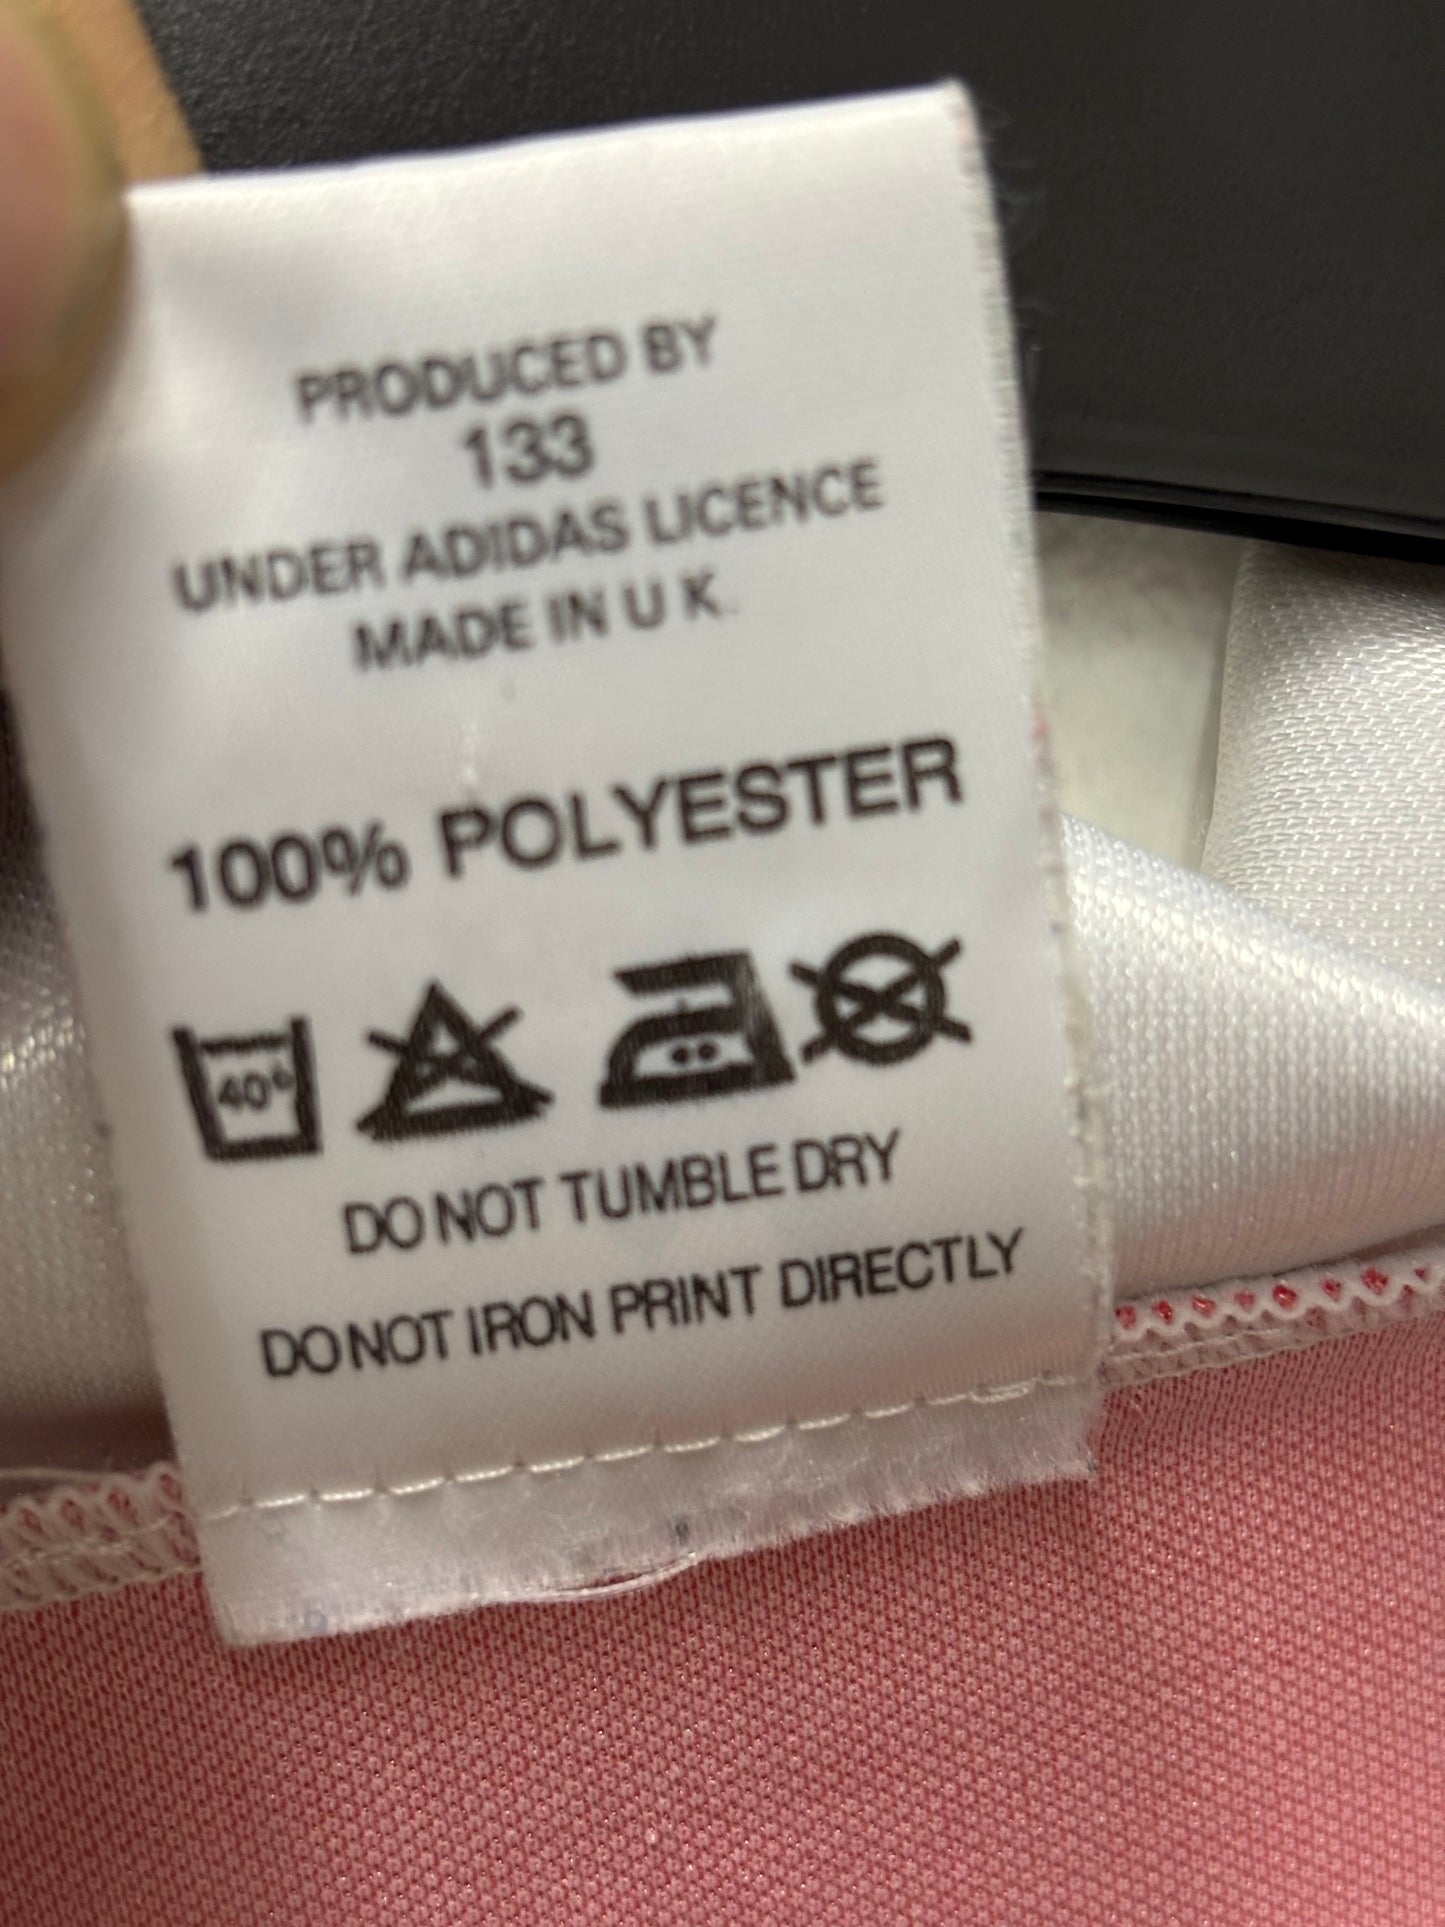 PRODUCED BY
133
UNDER ADIDAS LICENCE
MADE IN U K
100% POLYESTER
40°
DO NOT TUMBLE DRY
DO NOT IRON PRINT DIRECTLY